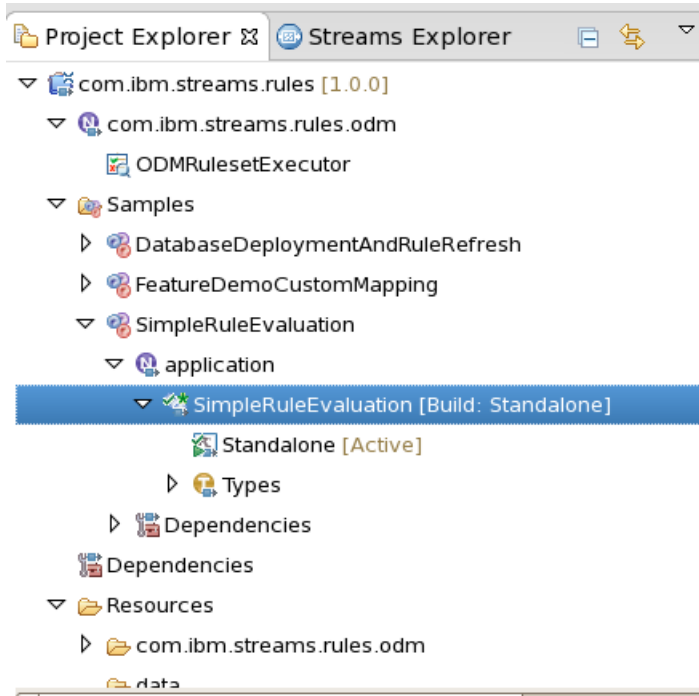 Project Explorer Streams Explorer
com.ibm.streams.rules [1.0.0]
com.ibm.streams.rules.odm
ODMRulesetExecutor
Samples
DatabaseDeploymentAndRuleRefresh
FeatureDemoCustomMapping
SimpleRuleEvaluation
application
SimpleRuleEvaluation [Build: Standalone]
Standalone [Active]
Types
Dependencies
Dependencies
Resources
com.ibm.streams.rules.odm
data